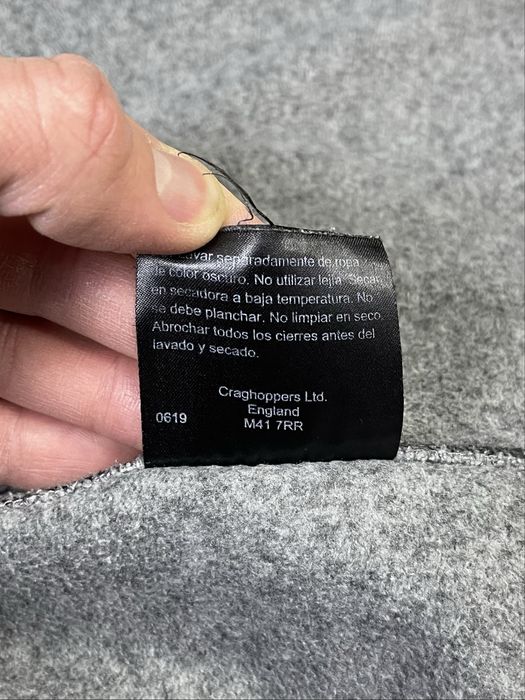 separadamente de ropa
de color oscuro. No utilizar lejía. Secar
en secadora a baja temperatura. No
se debe planchar. No limpiar en seco.
Abrochar todos los cierres antes del
lavado y secado.
Craghoppers Ltd.
England
0619 M41 7RR